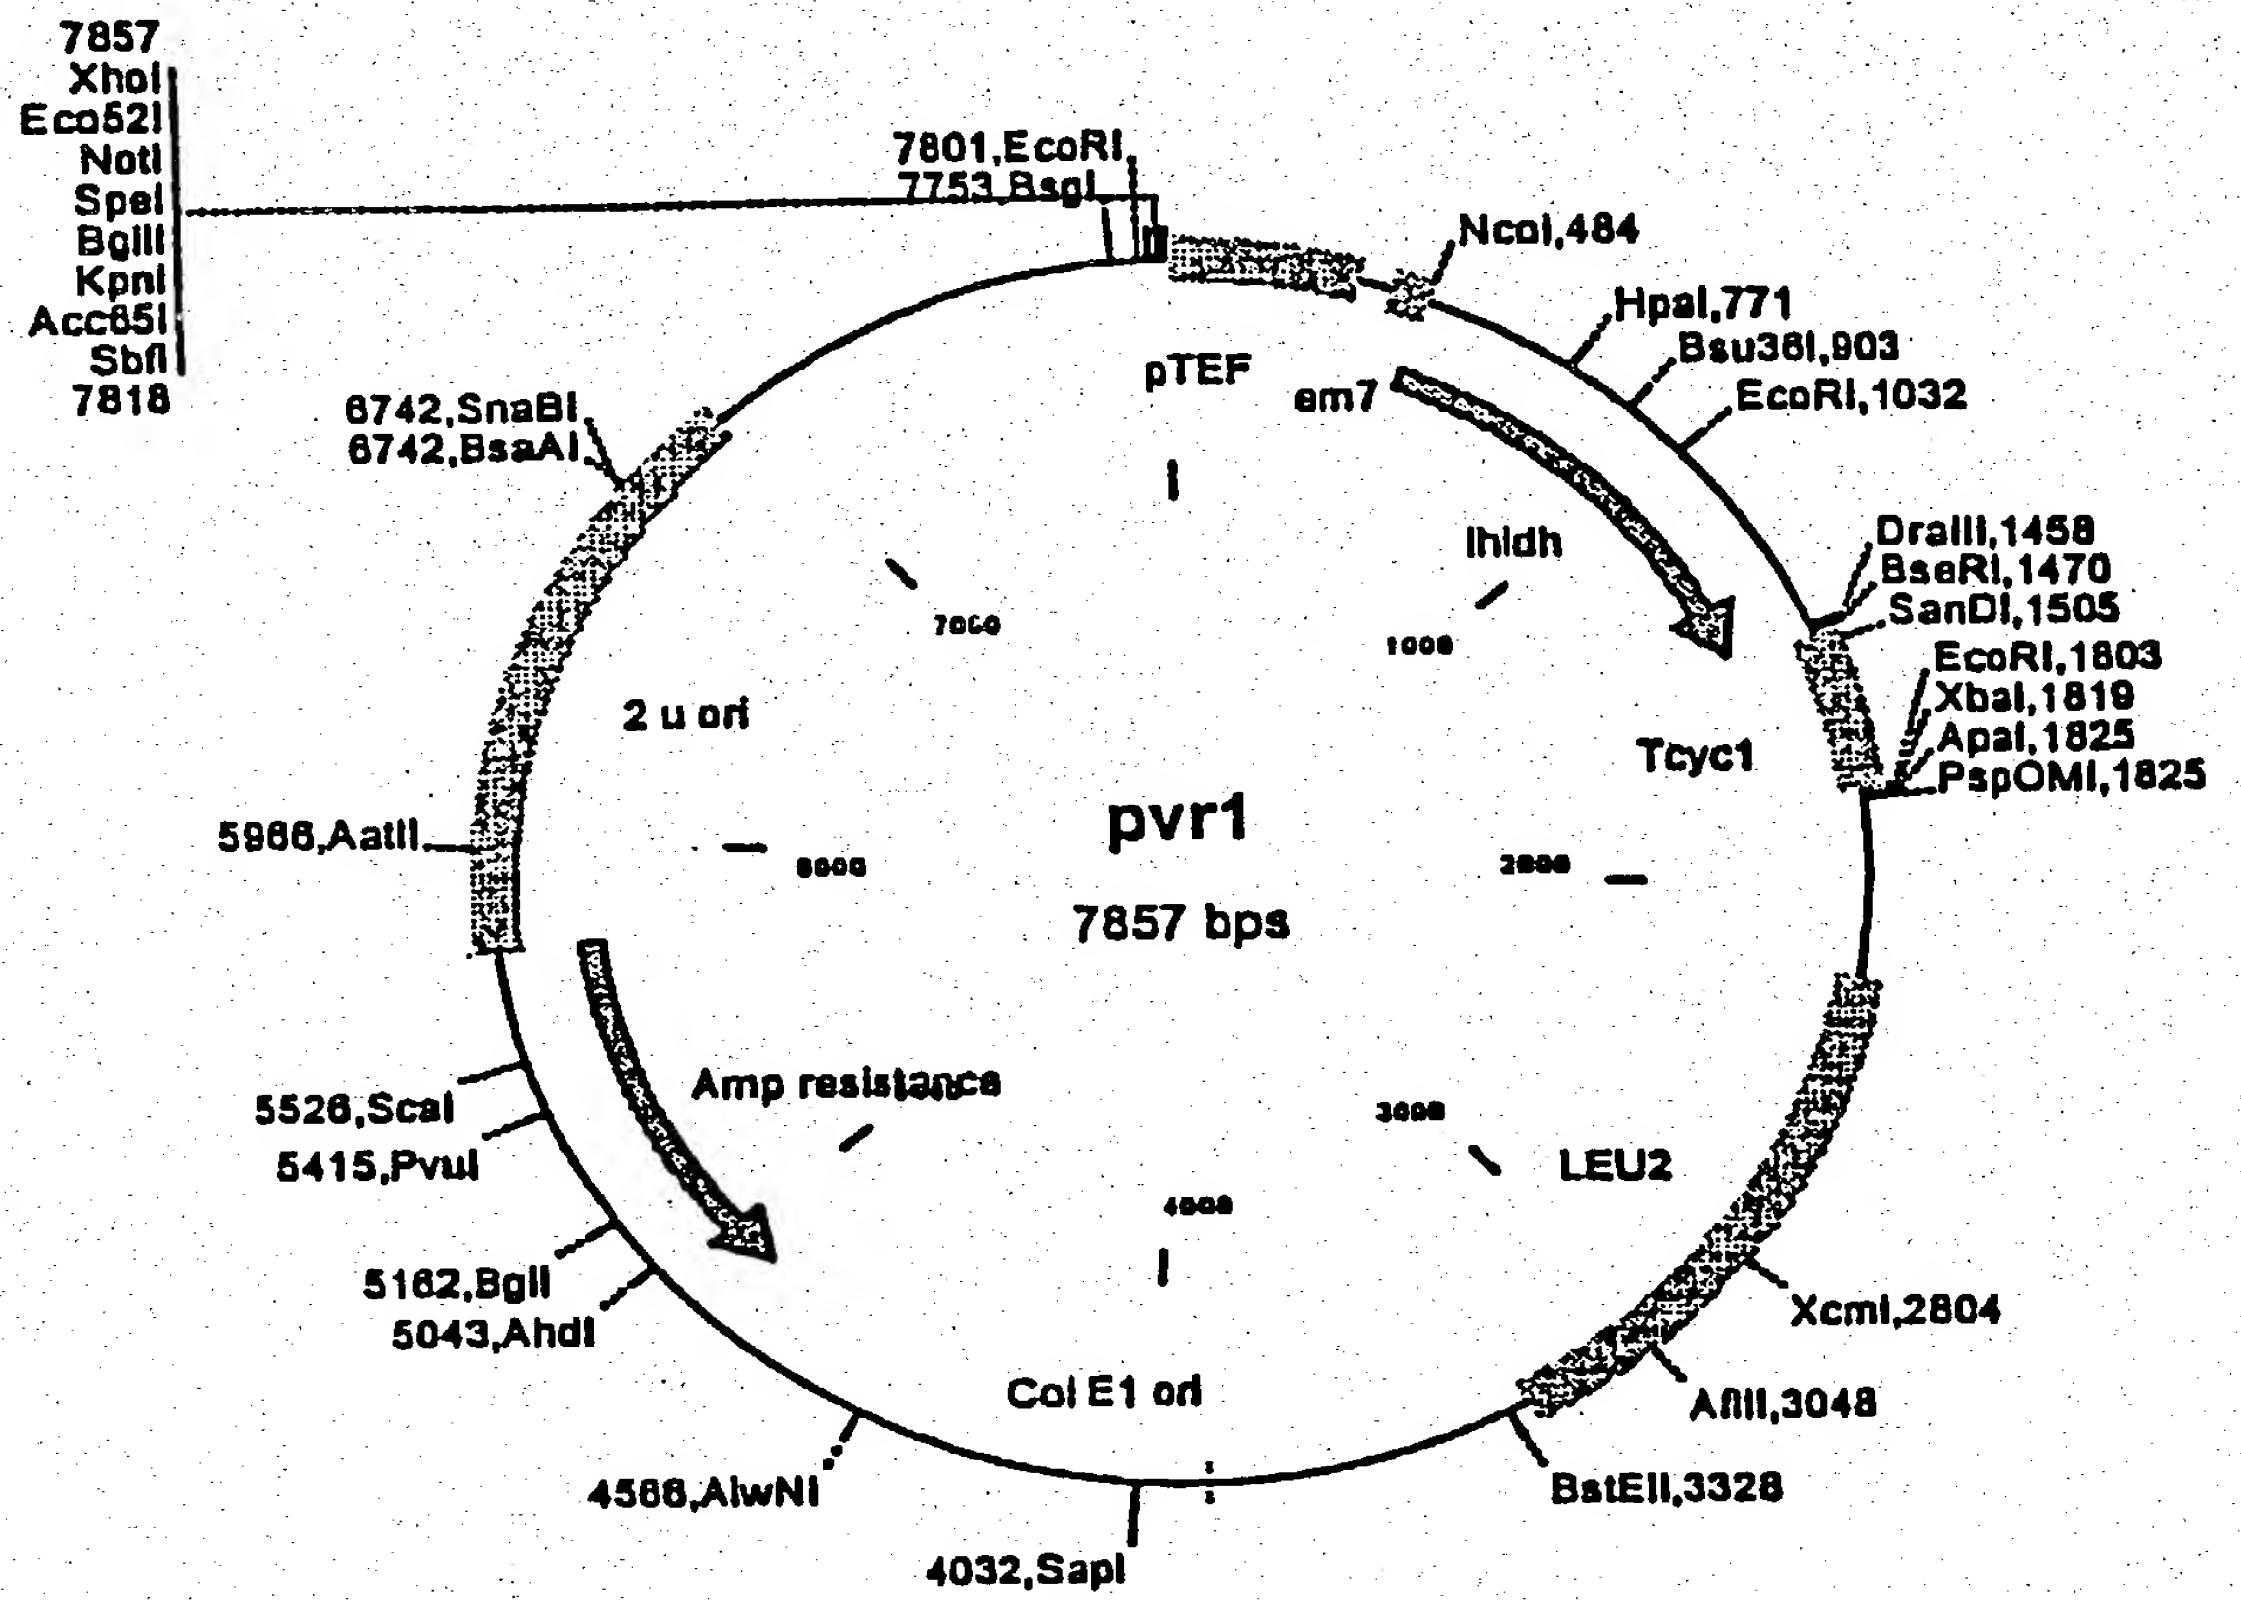 7857
XhoI
Eco52I
NotI
SpeI
BglII
KpnI
Acc65I
SbfI
7818
7801,EcoRI
7753,BsgI
NcoI,484
HpaI,771
Bsu36I,903
EcoRI,1032
pTEF
em7
6742,SnaBI
6742,BsaAI
DraIII,1458
BseRI,1470
SanDI,1505
EcoRI,1803
XbaI,1819
ApaI,1825
PspOMI,1825
lhldh
7000
1000
2 u ori
Tcyc1
pvr1
7857 bps
5966,AatII
6000
2000
Amp resistance
3000
LEU2
4000
5526,ScaI
5415,PvuI
5162,BglI
5043,AhdI
XcmI,2804
AflII,3048
BstEII,3328
Col E1 ori
4566,AlwNI
4032,SapI